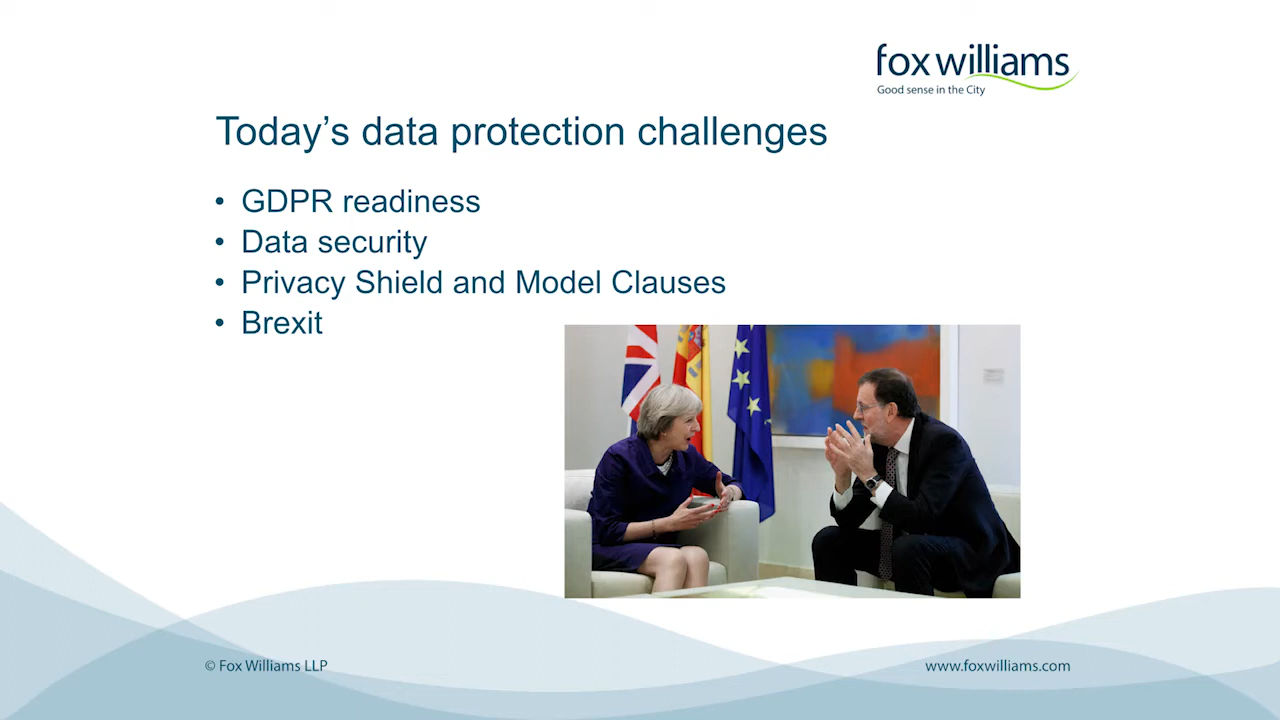 fox williams
Good sense in the City
Today's data protection challenges
• GDPR readiness
• Data security
• Privacy Shield and Model Clauses
• Brexit
© Fox Williams LLP
www.foxwilliams.com